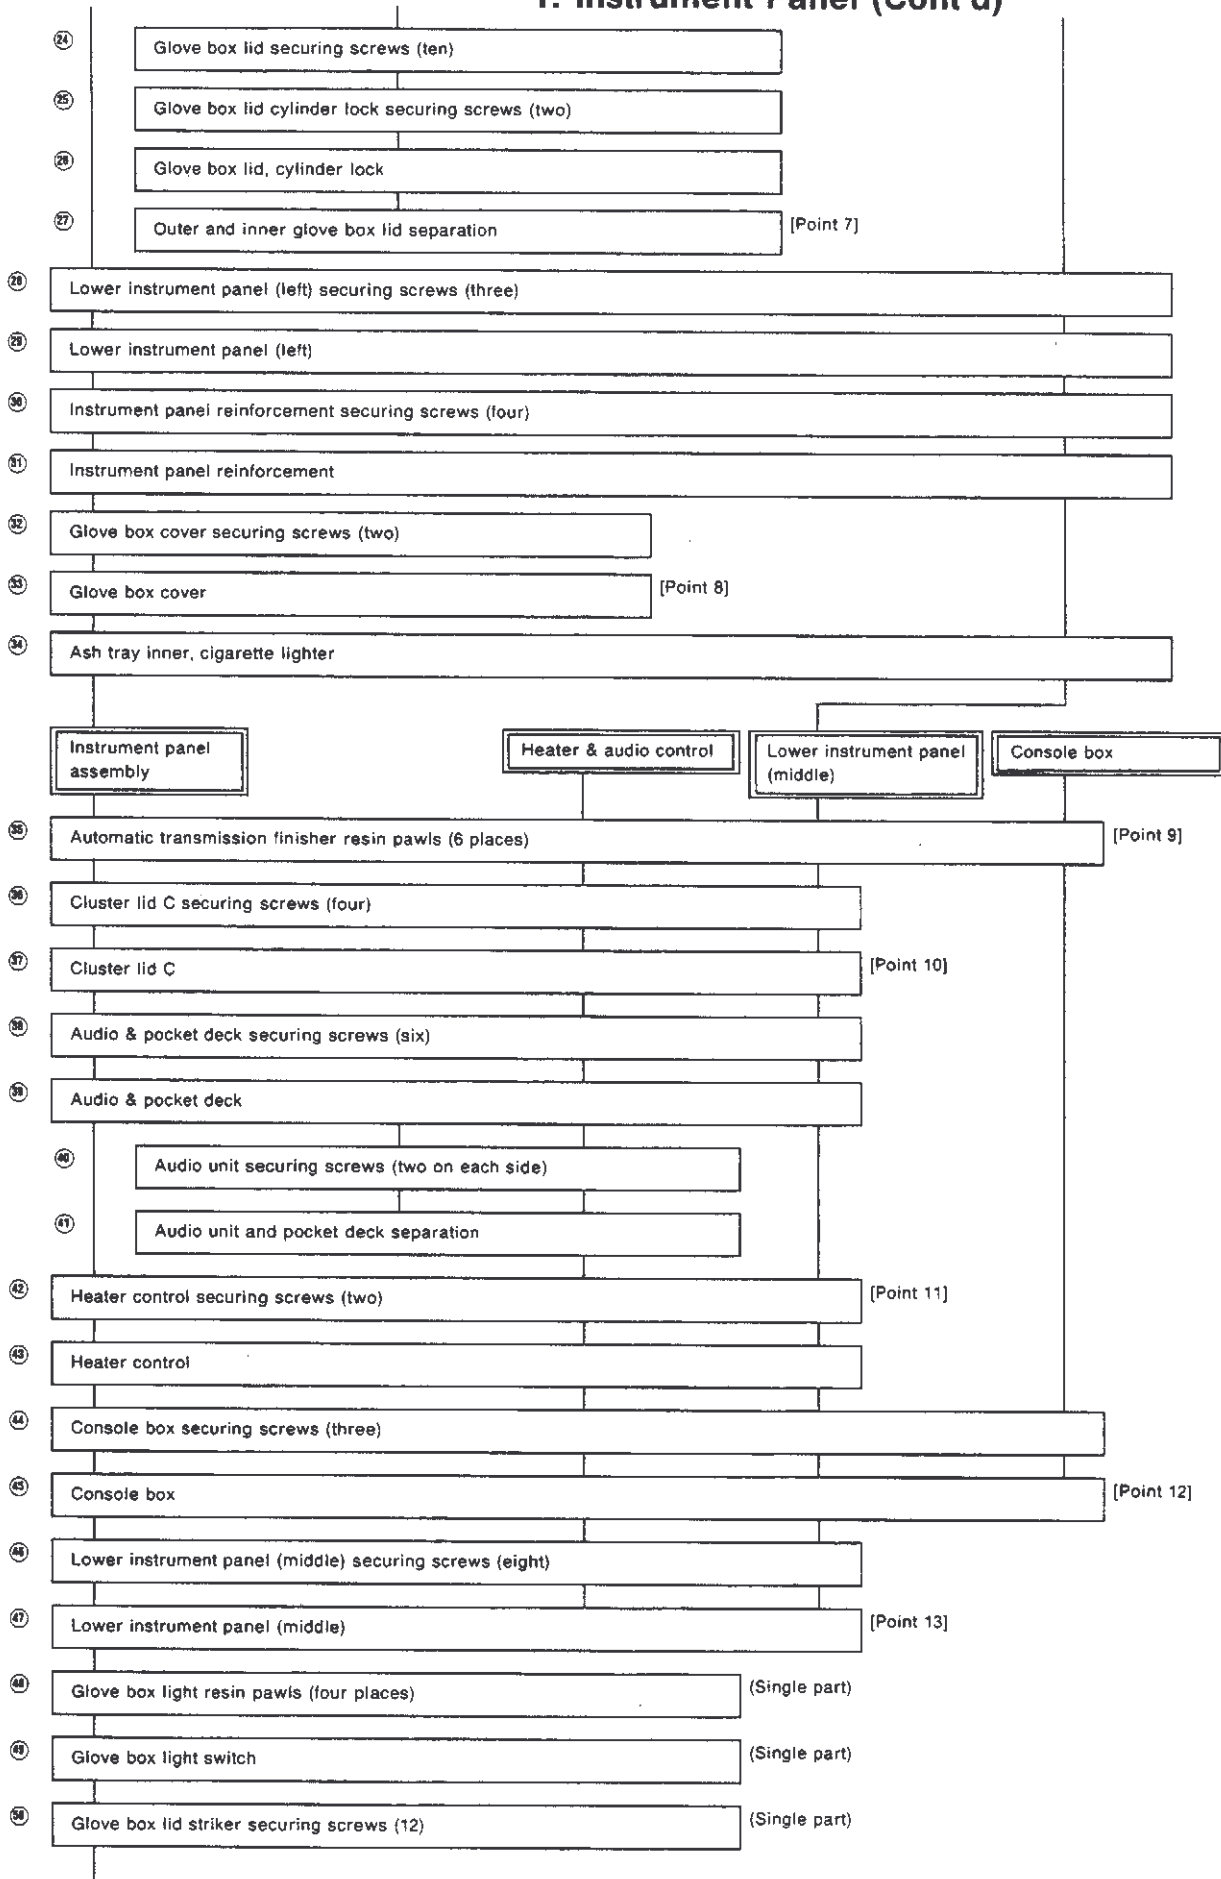 1. Instrument Panel (Cont'd)
24 Glove box lid securing screws (ten)
25 Glove box lid cylinder lock securing screws (two)
26 Glove box lid, cylinder lock
27 Outer and inner glove box lid separation [Point 7]
28 Lower instrument panel (left) securing screws (three)
29 Lower instrument panel (left)
30 Instrument panel reinforcement securing screws (four)
31 Instrument panel reinforcement
32 Glove box cover securing screws (two)
33 Glove box cover [Point 8]
34 Ash tray inner, cigarette lighter
Instrument panel
assembly
Heater & audio control
Lower instrument panel
(middle)
Console box
35 Automatic transmission finisher resin pawls (6 places) [Point 9]
36 Cluster lid C securing screws (four)
37 Cluster lid C [Point 10]
38 Audio & pocket deck securing screws (six)
39 Audio & pocket deck
40 Audio unit securing screws (two on each side)
41 Audio unit and pocket deck separation
42 Heater control securing screws (two) [Point 11]
43 Heater control
44 Console box securing screws (three)
45 Console box [Point 12]
46 Lower instrument panel (middle) securing screws (eight)
47 Lower instrument panel (middle) [Point 13]
48 Glove box light resin pawls (four places) (Single part)
49 Glove box light switch (Single part)
50 Glove box lid striker securing screws (12) (Single part)